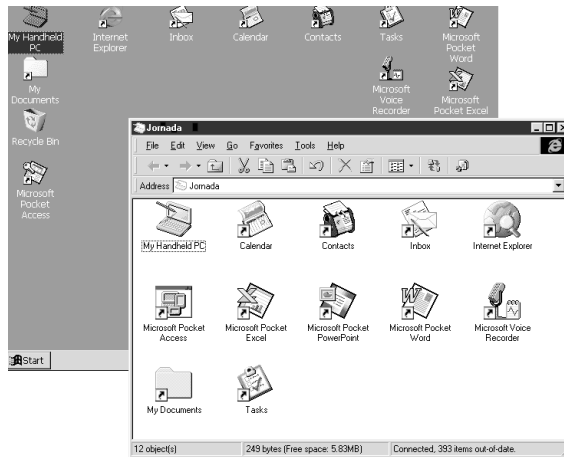 My Handheld
PC
Internet
Explorer
Inbox
Calendar
Contacts
Tasks
Microsoft
Pocket
Word
My
Documents
Microsoft
Voice
Recorder
Microsoft
Pocket Excel
Recycle Bin
Microsoft
Pocket
Access
Start
Jornada
File Edit View Go Favorites Tools Help
Address Jornada
My Handheld PC
Calendar
Contacts
Inbox
Internet Explorer
Microsoft Pocket
Access
Microsoft Pocket
Excel
Microsoft Pocket
PowerPoint
Microsoft Pocket
Word
Microsoft Voice
Recorder
My Documents
Tasks
12 object(s) 249 bytes (Free space: 5.83MB) Connected, 393 items out-of-date.